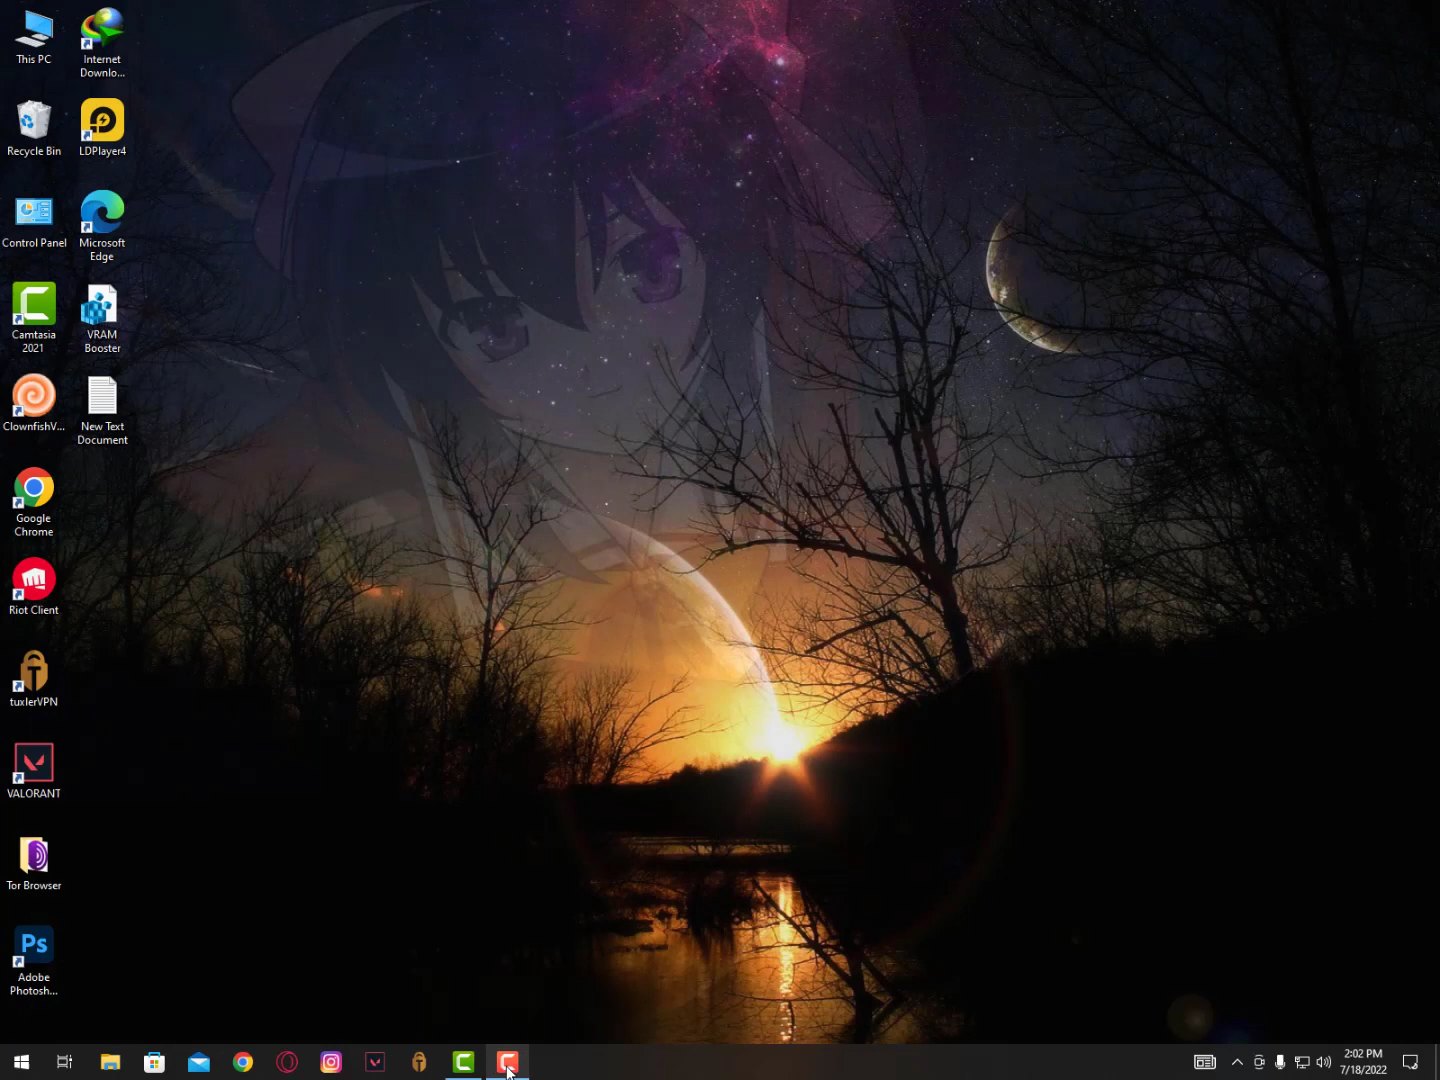 This PC
Internet
Downlo...
Recycle Bin
LDPlayer4
Control Panel
Microsoft
Edge
Camtasia
2021
VRAM
Booster
ClownfishV...
New Text
Document
Google
Chrome
Riot Client
tuxlerVPN
VALORANT
Tor Browser
Ps
Adobe
Photosh...
2:02 PM
7/18/2022